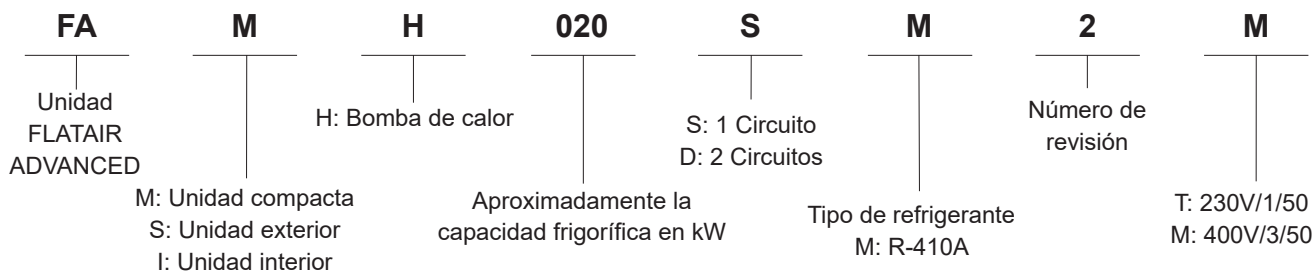 FA M H 020 S M 2 M
Unidad
FLATAIR
ADVANCED
M: Unidad compacta
S: Unidad exterior
I: Unidad interior
H: Bomba de calor
Aproximadamente la
capacidad frigorífica en kW
S: 1 Circuito
D: 2 Circuitos
Tipo de refrigerante
M: R-410A
Número de
revisión
T: 230V/1/50
M: 400V/3/50